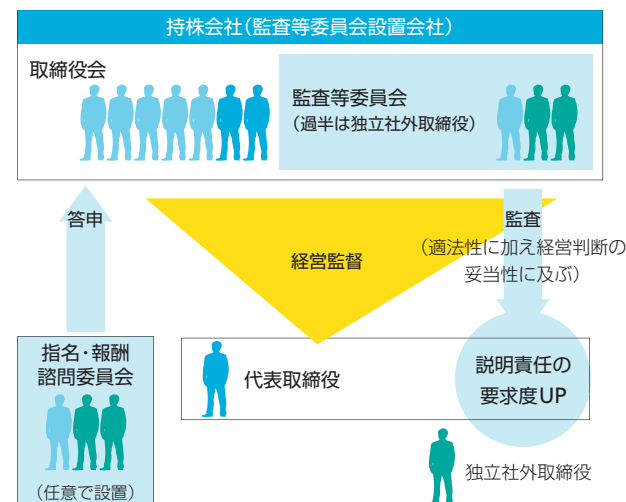 持株会社（監査等委員会設置会社）
取締役会
監査等委員会
（過半は独立社外取締役）
答申
経営監督
監査
（適法性に加え経営判断の
妥当性に及ぶ）
指名・報酬
諮問委員会
（任意で設置）
代表取締役
説明責任の
要求度UP
独立社外取締役